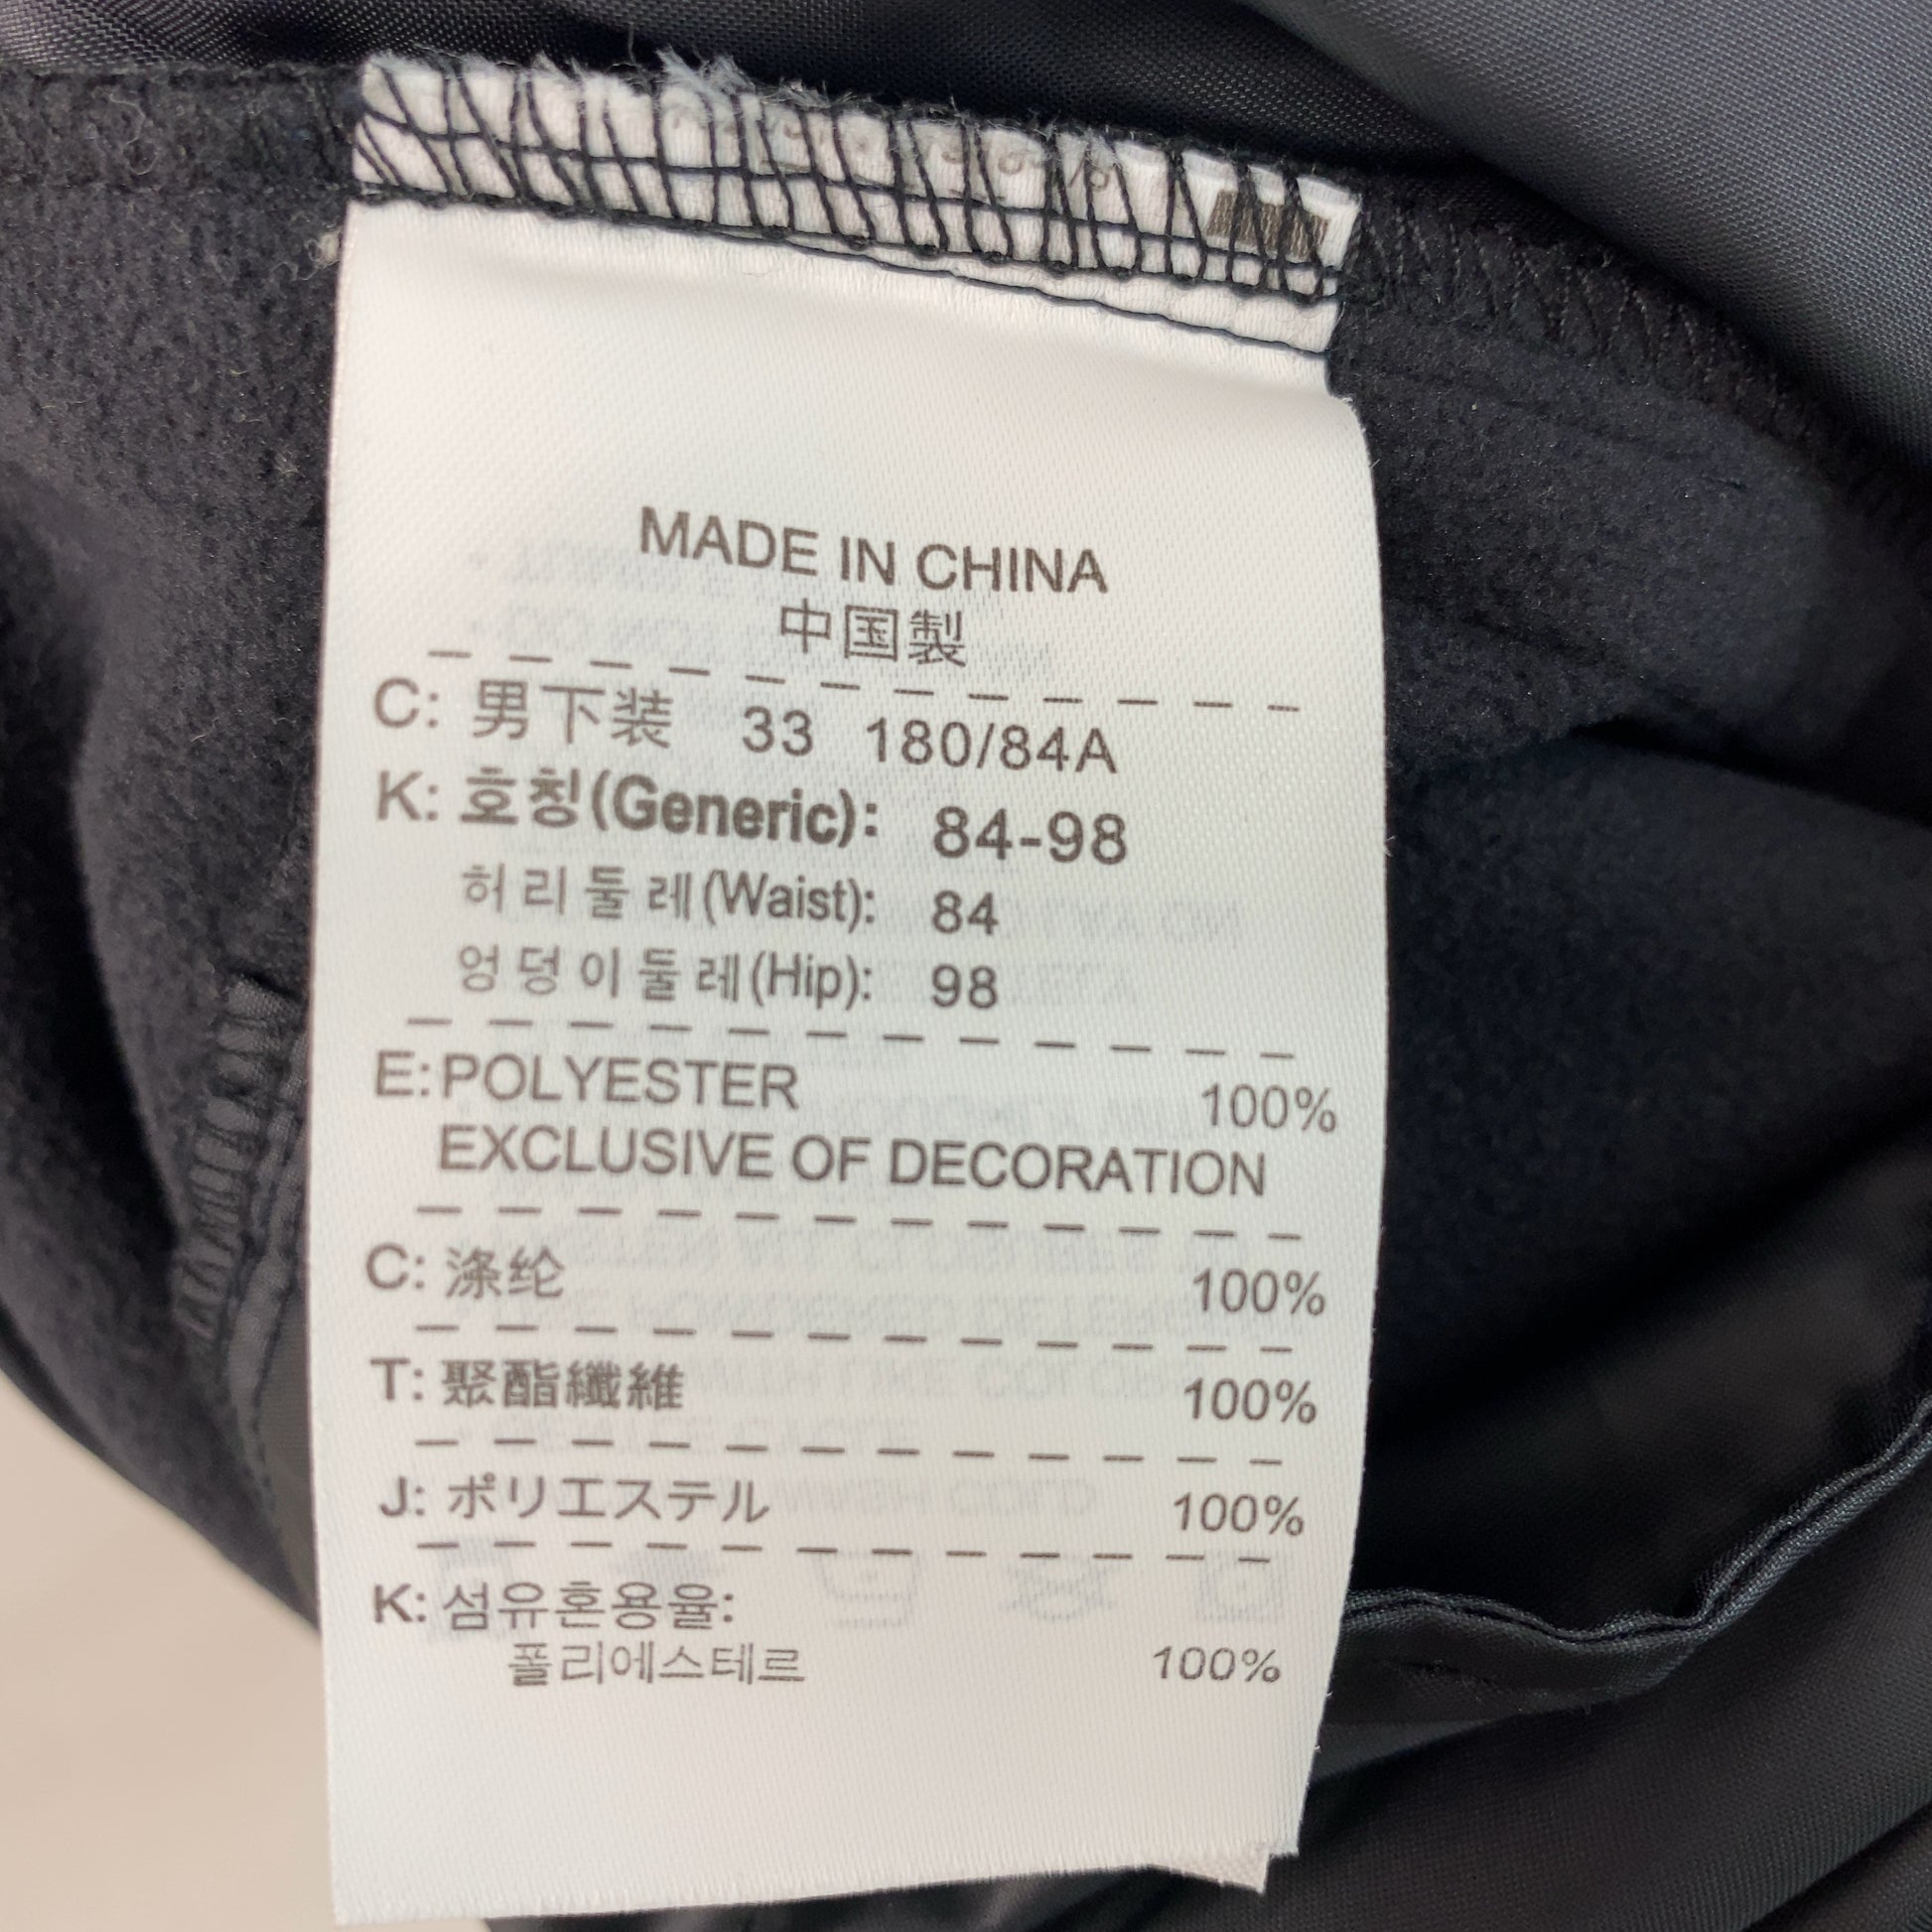 MADE IN CHINA
中国製
C: 男下装 33 180/84A
K: 호칭(Generic): 84-98
허리둘레(Waist): 84
엉덩이둘레(Hip): 98
E: POLYESTER 100%
EXCLUSIVE OF DECORATION
C: 涤纶 100%
T: 聚酯纖維 100%
J: ポリエステル 100%
K: 섬유혼용율:
폴리에스테르 100%